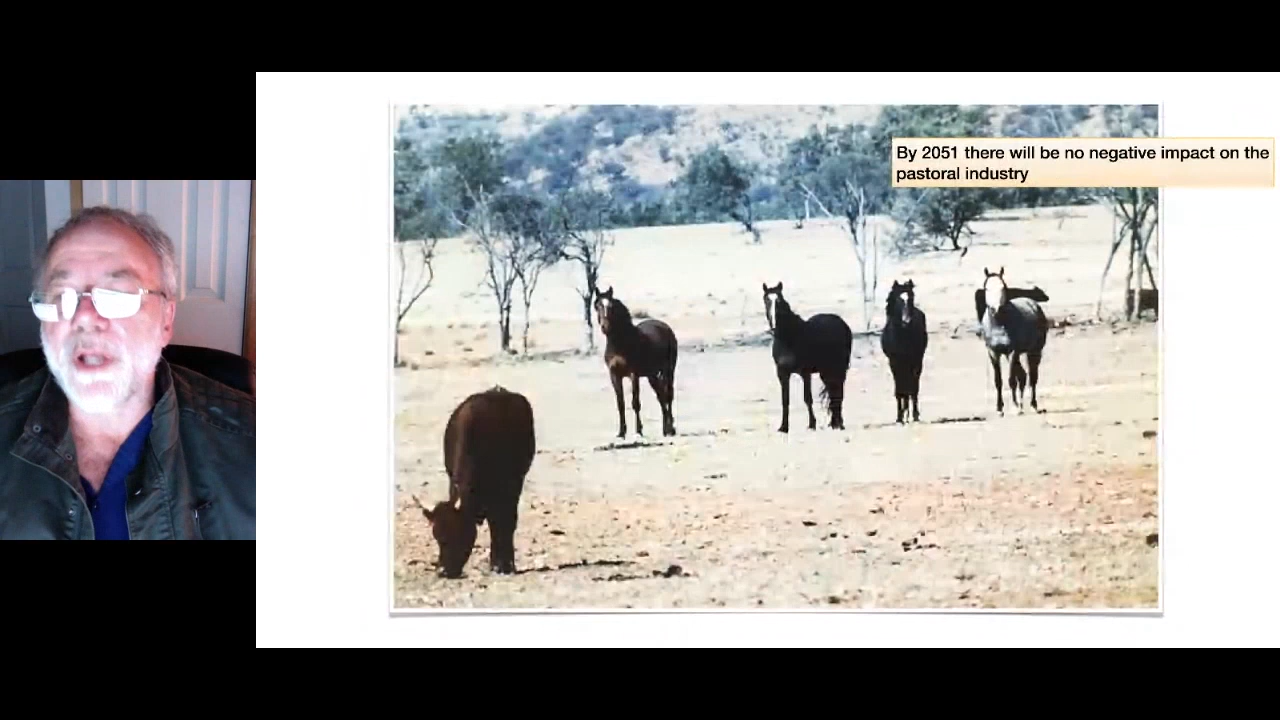 By 2051 there will be no negative impact on the
pastoral industry